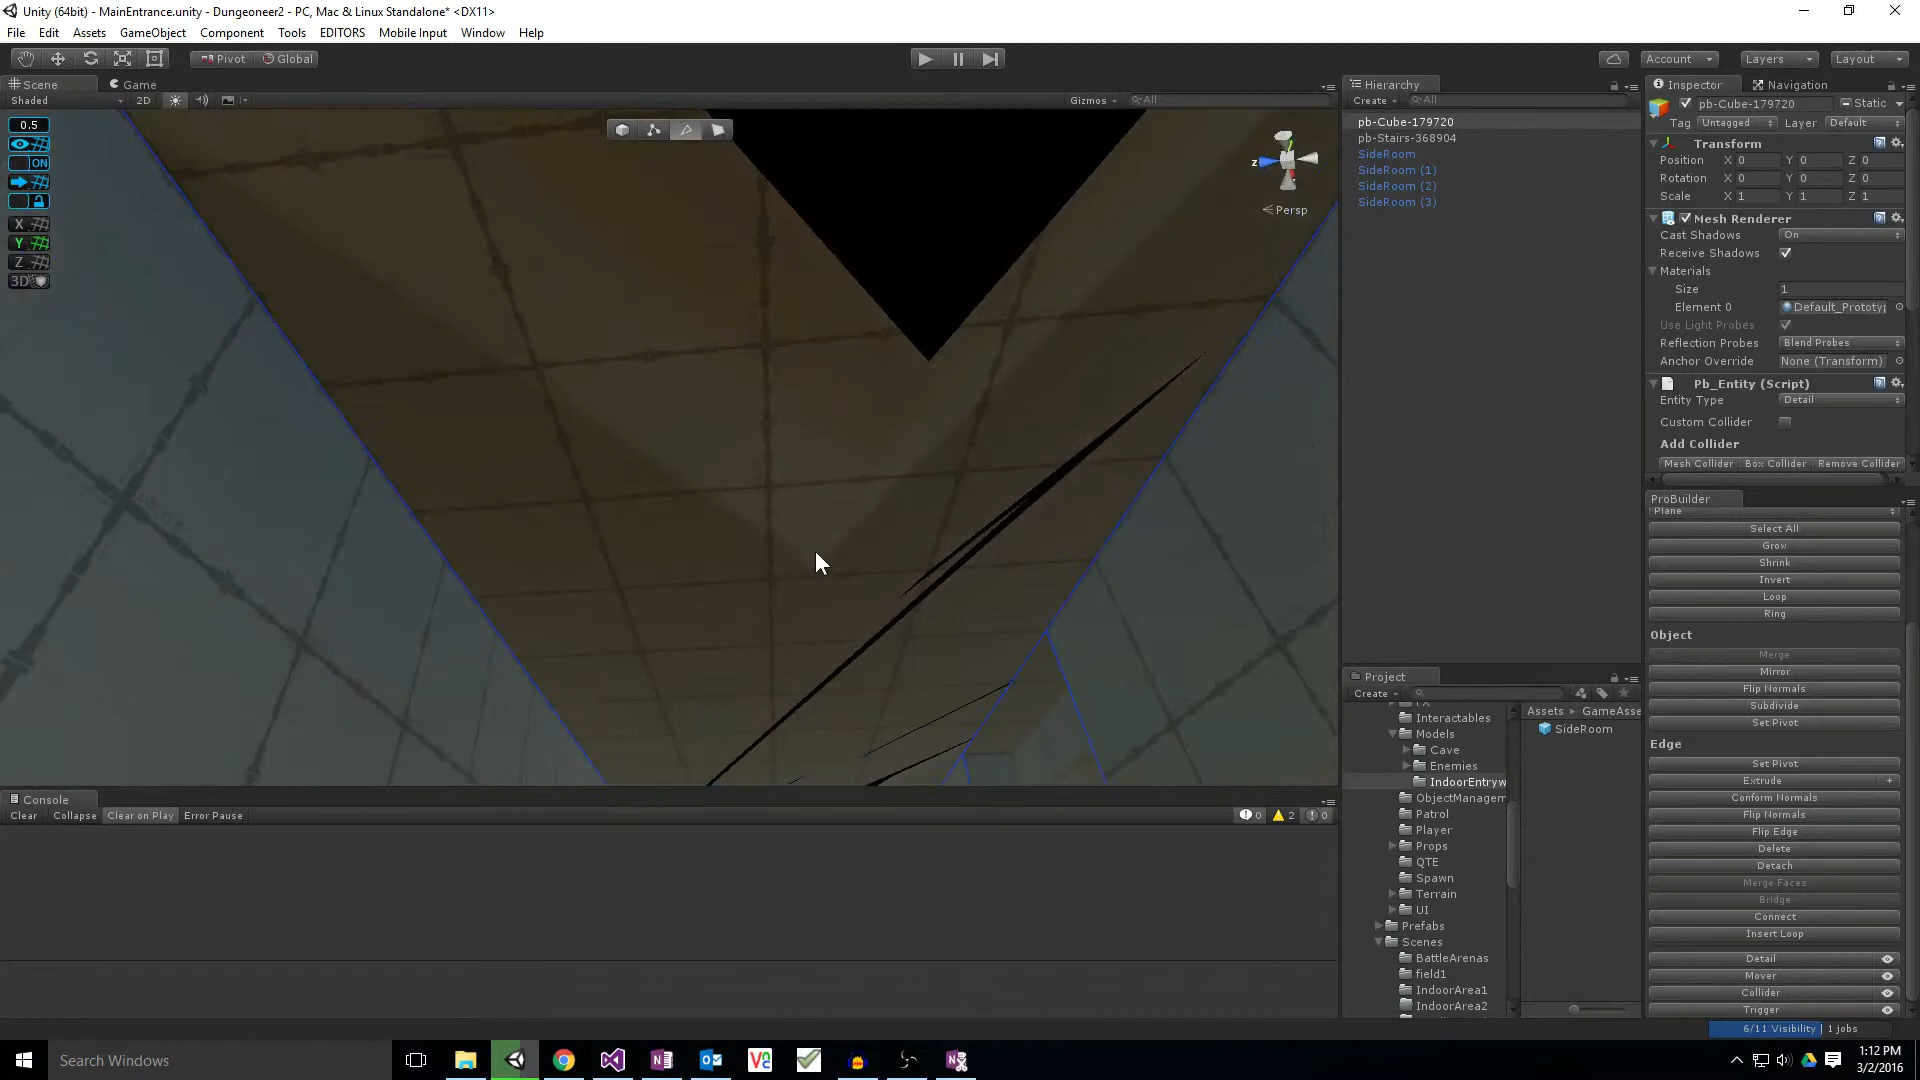 Unity (64bit) - MainEntrance.unity - Dungeoneer2 - PC, Mac & Linux Standalone* <DX11>
File Edit Assets GameObject Component Tools EDITORS Mobile Input Window Help
Pivot Global Account Layers Layout
Scene Game
Shaded 2D Gizmos All
0.5
ON
X
Y
Z
3D
z
Persp
Hierarchy
Create All
pb-Cube-179720
pb-Stairs-368904
SideRoom
SideRoom (1)
SideRoom (2)
SideRoom (3)
Inspector Navigation
pb-Cube-179720 Static
Tag Untagged Layer Default
Transform
Position X 0 Y 0 Z 0
Rotation X 0 Y 0 Z 0
Scale X 1 Y 1 Z 1
Mesh Renderer
Cast Shadows On
Receive Shadows
Materials
Size 1
Element 0 Default_Prototyp
Use Light Probes
Reflection Probes Blend Probes
Anchor Override None (Transform)
Pb_Entity (Script)
Entity Type Detail
Custom Collider
Add Collider
Mesh Collider Box Collider Remove Collider
ProBuilder
Plane
Select All
Grow
Shrink
Invert
Loop
Ring
Object
Merge
Mirror
Flip Normals
Subdivide
Set Pivot
Edge
Set Pivot
Extrude +
Conform Normals
Flip Normals
Flip Edge
Delete
Detach
Merge Faces
Bridge
Connect
Insert Loop
Detail
Mover
Collider
Trigger
6/11 Visibility | 1 jobs
Project
Create
Interactables
Models
Cave
Enemies
IndoorEntryw
ObjectManagem
Patrol
Player
Props
QTE
Spawn
Terrain
UI
Prefabs
Scenes
BattleArenas
field1
IndoorArea1
IndoorArea2
Assets GameAsse
SideRoom
Console
Clear Collapse Clear on Play Error Pause 0 2 0
Search Windows
1:12 PM
3/2/2016